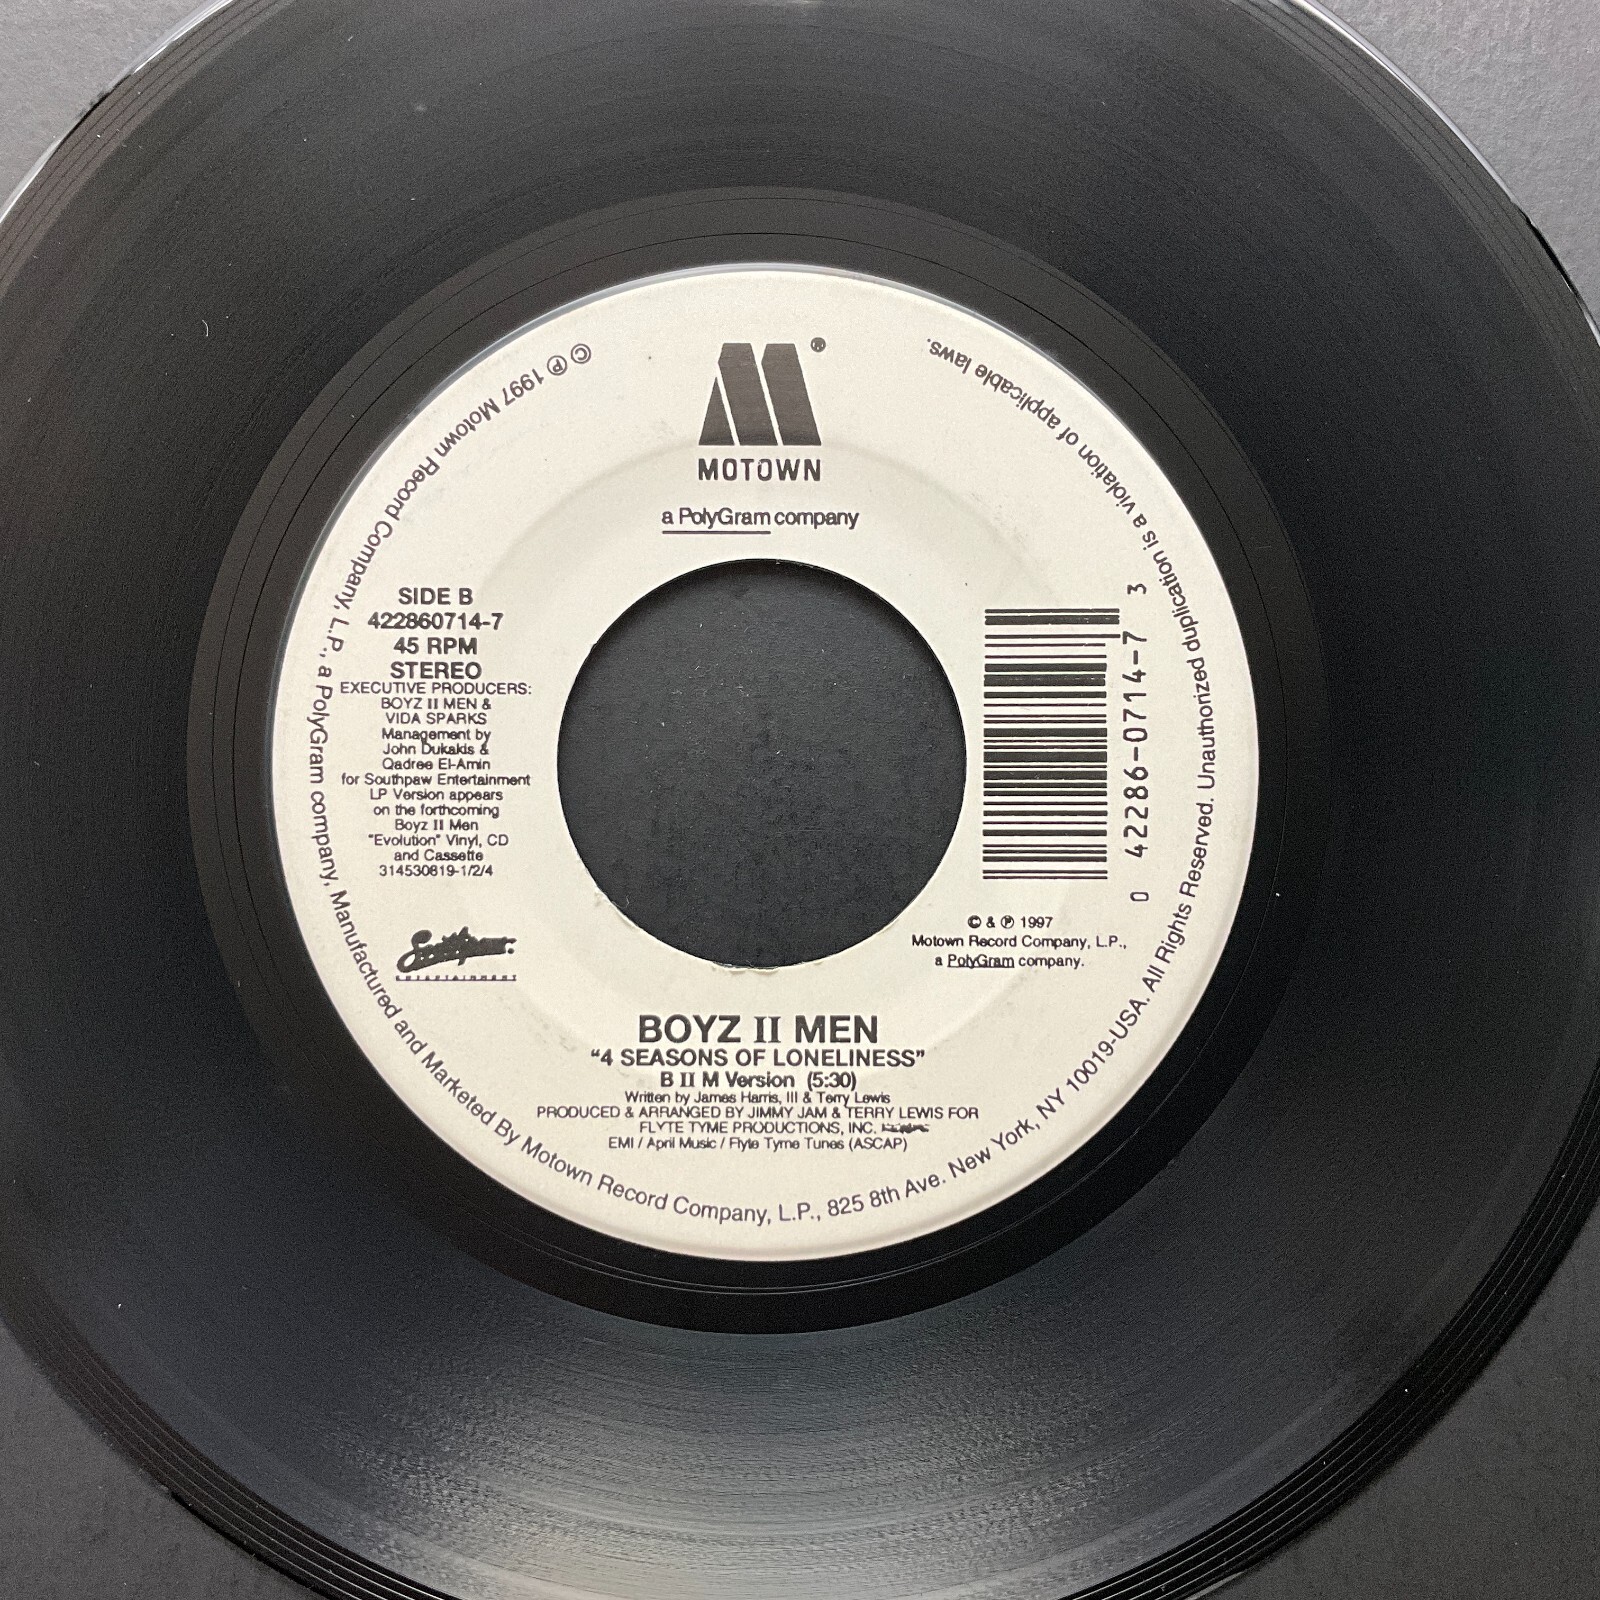 ®
MOTOWN
a PolyGram company
SIDE B
422860714-7
45 RPM
STEREO
EXECUTIVE PRODUCERS:
BOYZ II MEN &
VIDA SPARKS
Management by
John Dukakis &
Qadree El-Amin
for Southpaw Entertainment
LP Version appears
on the forthcoming
Boyz II Men
"Evolution" Vinyl, CD
and Cassette
314530819-1/2/4
Southpaw
ENTERTAINMENT
0 42286-0714-7 3
© & ℗ 1997
Motown Record Company, L.P.,
a PolyGram company.
BOYZ II MEN
"4 SEASONS OF LONELINESS"
B II M Version (5:30)
Written by James Harris, III & Terry Lewis
PRODUCED & ARRANGED BY JIMMY JAM & TERRY LEWIS FOR
FLYTE TYME PRODUCTIONS, INC.
EMI / April Music / Flyte Tyme Tunes (ASCAP)
© ℗ 1997 Motown Record Company, L.P., a PolyGram company, Manufactured and Marketed By Motown Record Company, L.P., 825 8th Ave. New York, NY 10019-USA. All Rights Reserved. Unauthorized duplication is a violation of applicable laws.